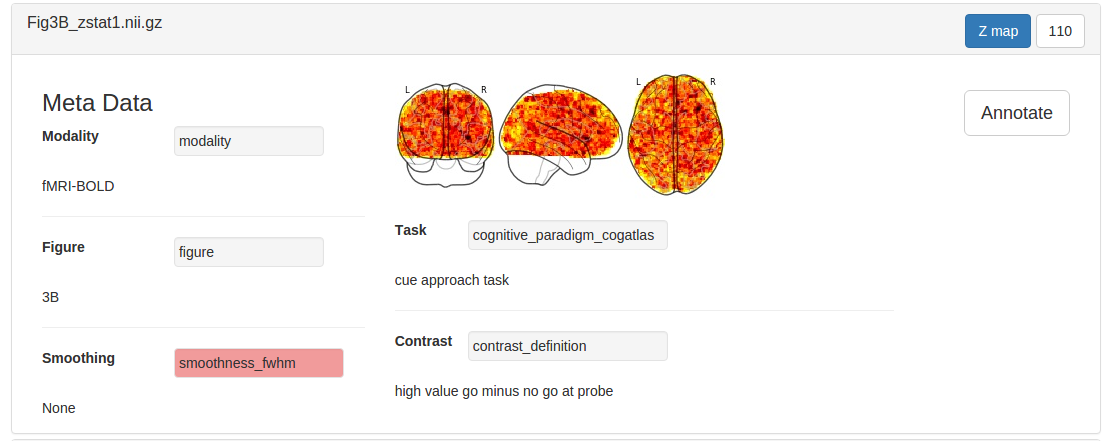 Fig3B_zstat1.nii.gz
Z map 110
Meta Data
L R L R
Annotate
Modality modality
fMRI-BOLD
Figure figure
3B
Smoothing smoothness_fwhm
None
Task cognitive_paradigm_cogatlas
cue approach task
Contrast contrast_definition
high value go minus no go at probe